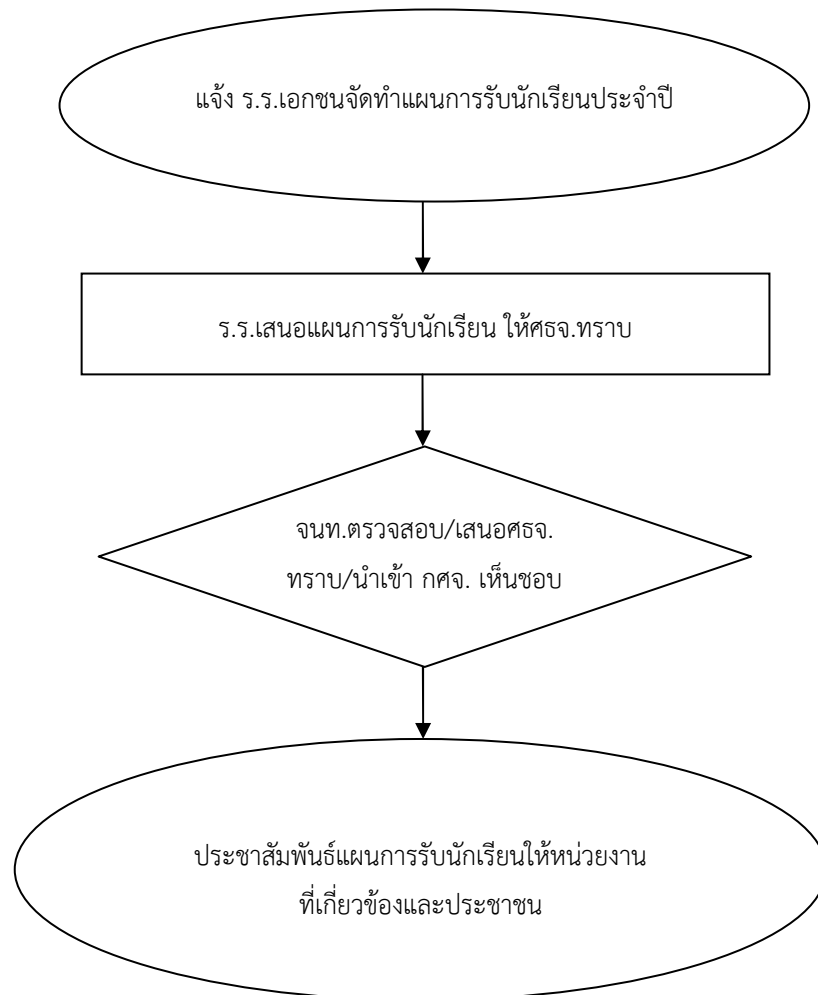 แจ้ง ร.ร.เอกชนจัดทำแผนการรับนักเรียนประจำปี
ร.ร.เสนอแผนการรับนักเรียน ให้ศธจ.ทราบ
จนท.ตรวจสอบ/เสนอศธจ.
ทราบ/นำเข้า กศจ. เห็นชอบ
ประชาสัมพันธ์แผนการรับนักเรียนให้หน่วยงาน
ที่เกี่ยวข้องและประชาชน